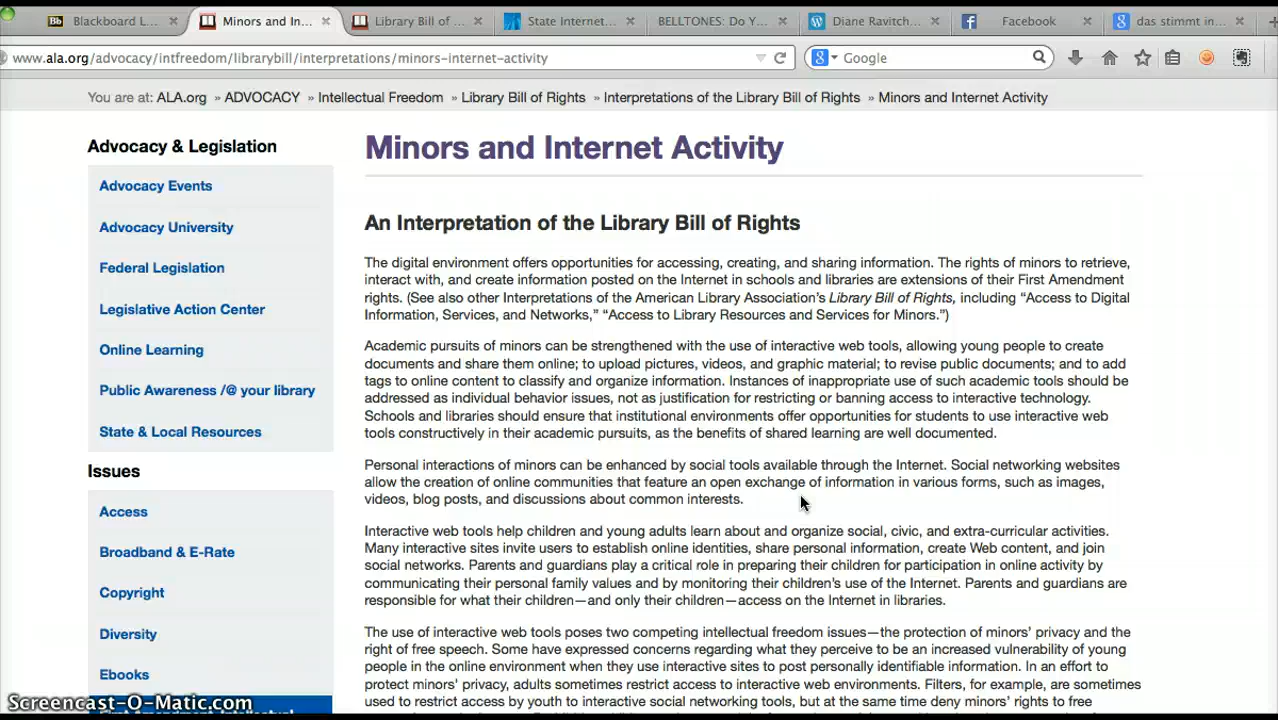 Blackboard L...
Minors and In...
Library Bill of ...
State Internet...
BELLTONES: Do Y...
Diane Ravitch...
Facebook
das stimmt in...
www.ala.org/advocacy/intfreedom/librarybill/interpretations/minors-internet-activity
Google
You are at: ALA.org » ADVOCACY » Intellectual Freedom » Library Bill of Rights » Interpretations of the Library Bill of Rights » Minors and Internet Activity
Advocacy & Legislation
Advocacy Events
Advocacy University
Federal Legislation
Legislative Action Center
Online Learning
Public Awareness /@ your library
State & Local Resources
Issues
Access
Broadband & E-Rate
Copyright
Diversity
Ebooks
Minors and Internet Activity
An Interpretation of the Library Bill of Rights
The digital environment offers opportunities for accessing, creating, and sharing information. The rights of minors to retrieve,
interact with, and create information posted on the Internet in schools and libraries are extensions of their First Amendment
rights. (See also other Interpretations of the American Library Association's Library Bill of Rights, including “Access to Digital
Information, Services, and Networks,” “Access to Library Resources and Services for Minors.”)
Academic pursuits of minors can be strengthened with the use of interactive web tools, allowing young people to create
documents and share them online; to upload pictures, videos, and graphic material; to revise public documents; and to add
tags to online content to classify and organize information. Instances of inappropriate use of such academic tools should be
addressed as individual behavior issues, not as justification for restricting or banning access to interactive technology.
Schools and libraries should ensure that institutional environments offer opportunities for students to use interactive web
tools constructively in their academic pursuits, as the benefits of shared learning are well documented.
Personal interactions of minors can be enhanced by social tools available through the Internet. Social networking websites
allow the creation of online communities that feature an open exchange of information in various forms, such as images,
videos, blog posts, and discussions about common interests.
Interactive web tools help children and young adults learn about and organize social, civic, and extra-curricular activities.
Many interactive sites invite users to establish online identities, share personal information, create Web content, and join
social networks. Parents and guardians play a critical role in preparing their children for participation in online activity by
communicating their personal family values and by monitoring their children's use of the Internet. Parents and guardians are
responsible for what their children—and only their children—access on the Internet in libraries.
The use of interactive web tools poses two competing intellectual freedom issues—the protection of minors' privacy and the
right of free speech. Some have expressed concerns regarding what they perceive to be an increased vulnerability of young
people in the online environment when they use interactive sites to post personally identifiable information. In an effort to
protect minors' privacy, adults sometimes restrict access to interactive web environments. Filters, for example, are sometimes
used to restrict access by youth to interactive social networking tools, but at the same time deny minors' rights to free
Screencast-O-Matic.com